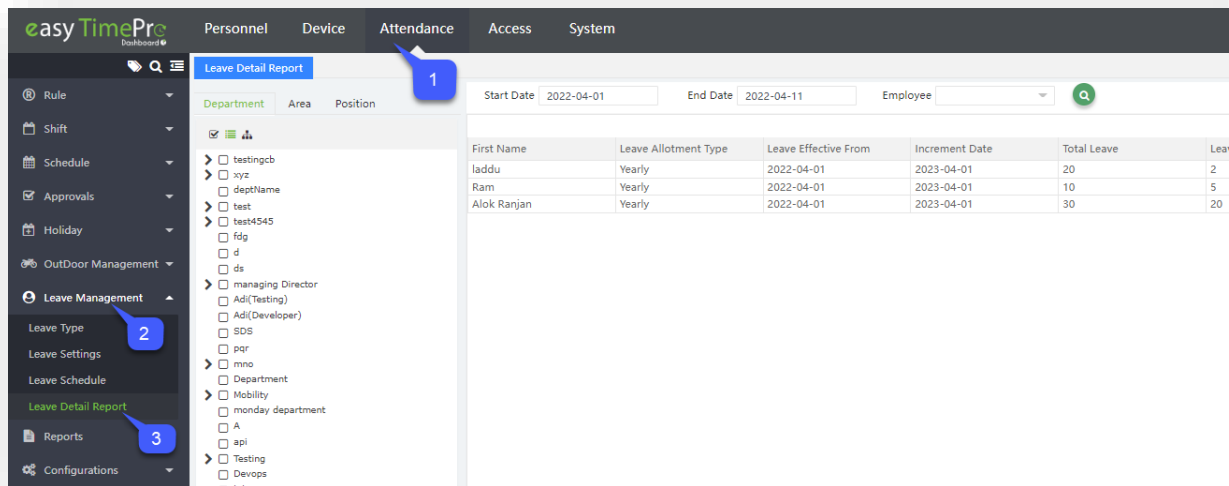 easy TimePro
Dashboard
Personnel Device Attendance Access System
Leave Detail Report
1
Rule
Shift
Schedule
Approvals
Holiday
OutDoor Management
Leave Management
2
Leave Type
Leave Settings
Leave Schedule
Leave Detail Report
3
Reports
Configurations
Department Area Position
testingcb
xyz
deptName
test
test4545
fdg
d
ds
managing Director
Adi(Testing)
Adi(Developer)
SDS
pqr
mno
Department
Mobility
monday department
A
api
Testing
Devops
Start Date 2022-04-01 End Date 2022-04-11 Employee
First Name Leave Allotment Type Leave Effective From Increment Date Total Leave Leav
laddu Yearly 2022-04-01 2023-04-01 20 2
Ram Yearly 2022-04-01 2023-04-01 10 5
Alok Ranjan Yearly 2022-04-01 2023-04-01 30 20